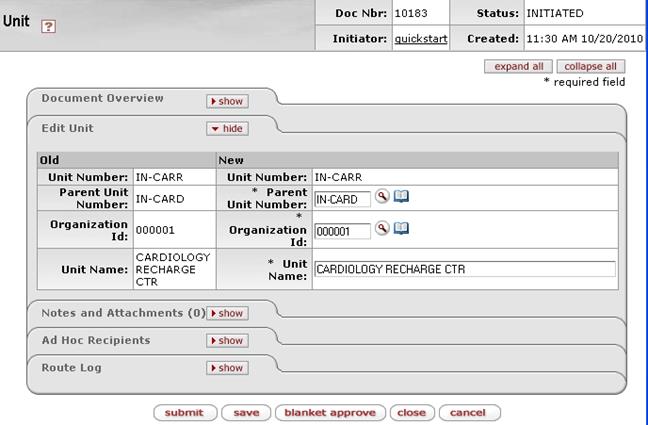 Unit ?
Doc Nbr: 10183 Status: INITIATED
Initiator: quickstart Created: 11:30 AM 10/20/2010
expand all collapse all
* required field
Document Overview show
Edit Unit hide
Old New
Unit Number: IN-CARR Unit Number: IN-CARR
Parent Unit Number: IN-CARD * Parent Unit Number: IN-CARD
Organization Id: 000001 * Organization Id: 000001
Unit Name: CARDIOLOGY RECHARGE CTR * Unit Name: CARDIOLOGY RECHARGE CTR
Notes and Attachments (0) show
Ad Hoc Recipients show
Route Log show
submit save blanket approve close cancel